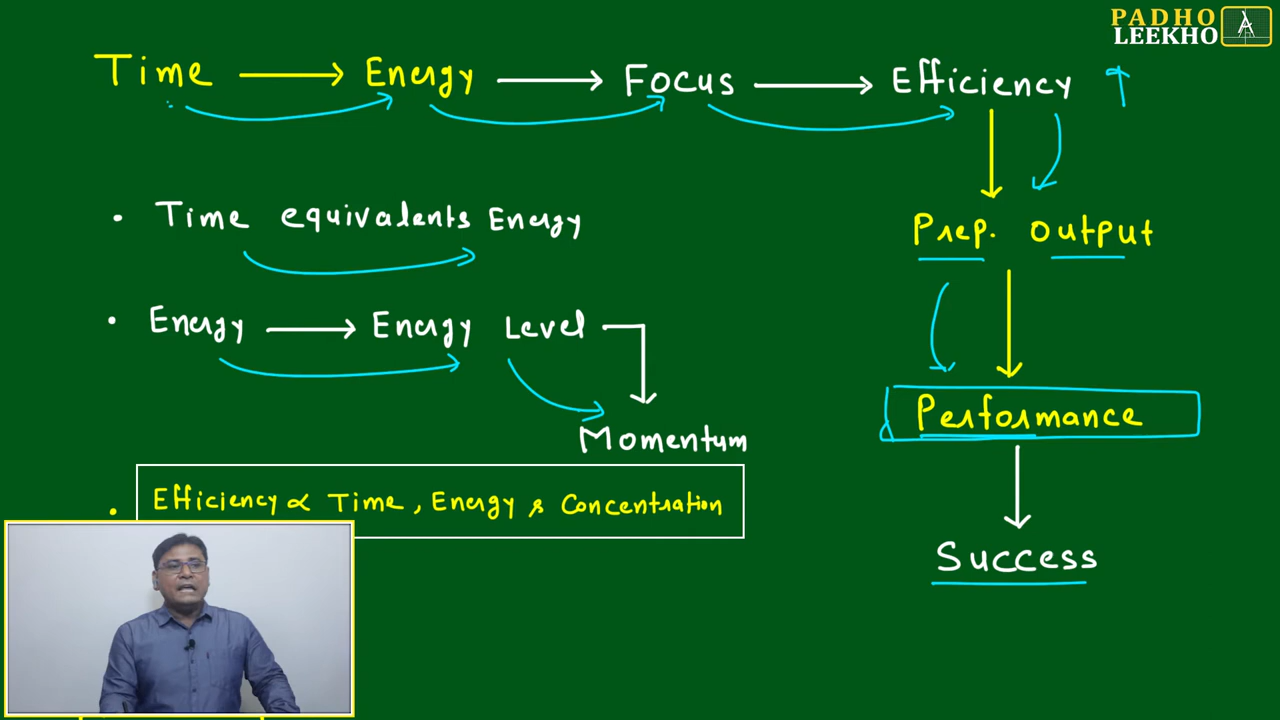 PADHO
LEEKHO
Time → Energy → Focus → Efficiency ↑
Prep. Output
Performance
Success
• Time equivalents Energy
• Energy → Energy Level
Momentum
• Efficiency ∝ Time, Energy & Concentration